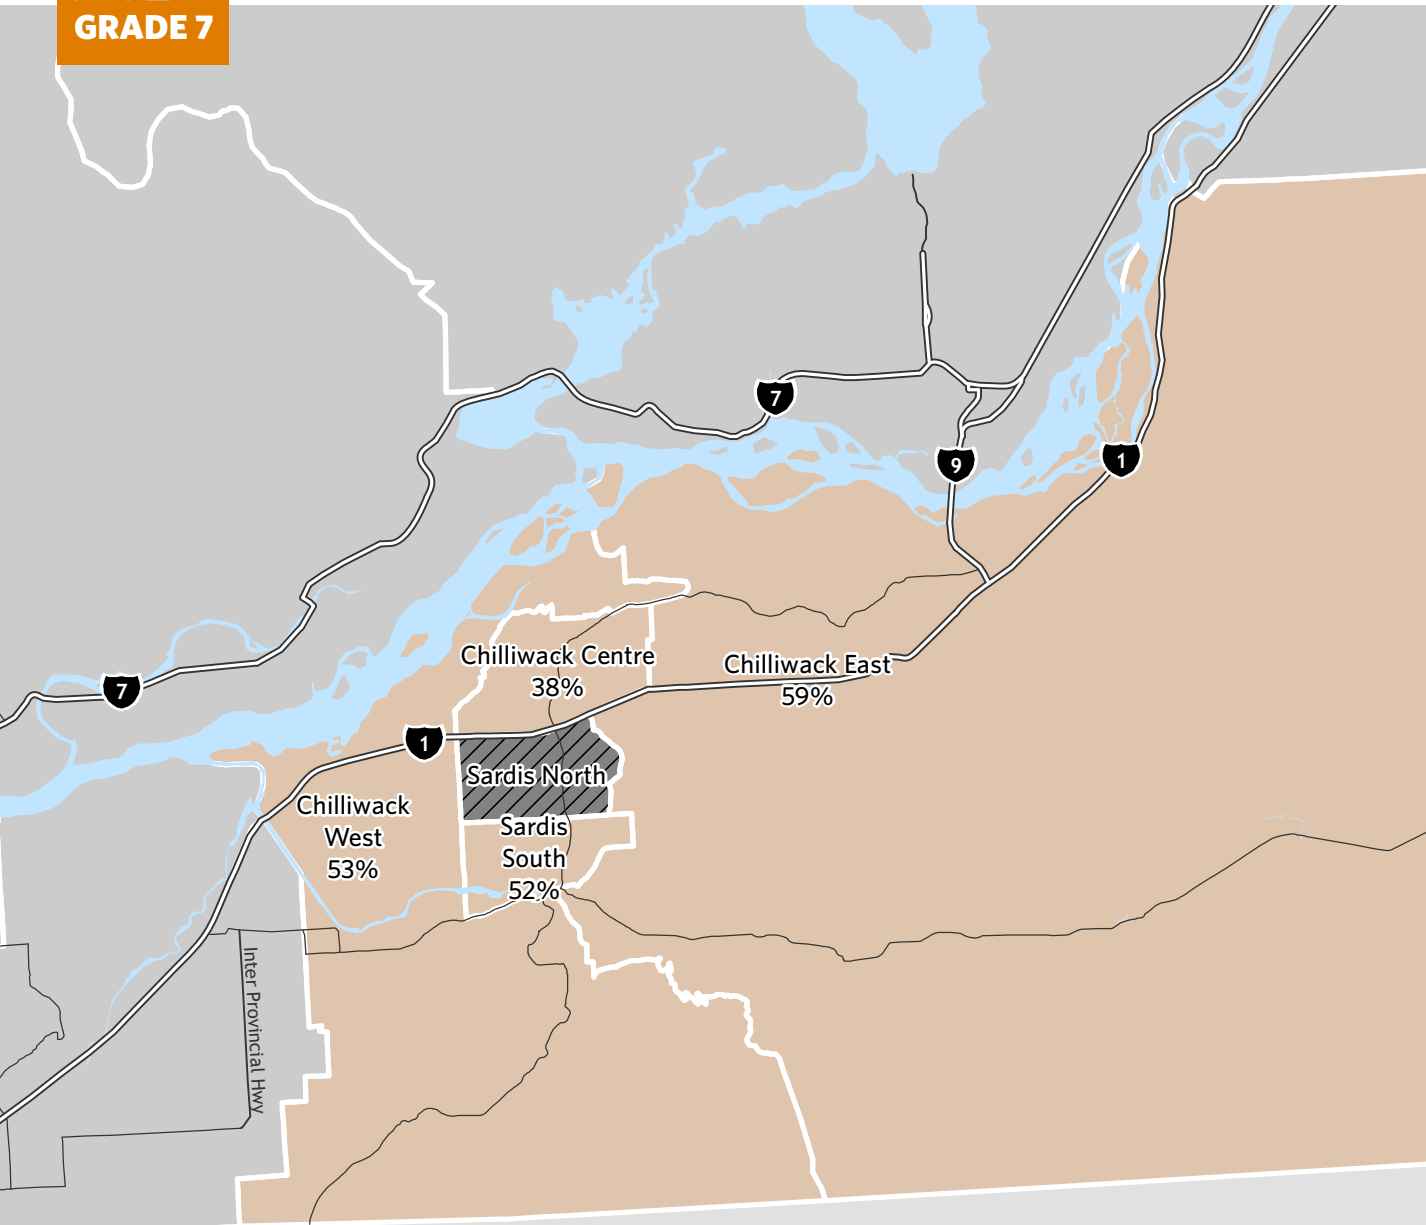 GRADE 7
7
9
1
Chilliwack Centre
38%
Chilliwack East
59%
7
1
Sardis North
Chilliwack
West
53%
Sardis
South
52%
Inter Provincial Hwy